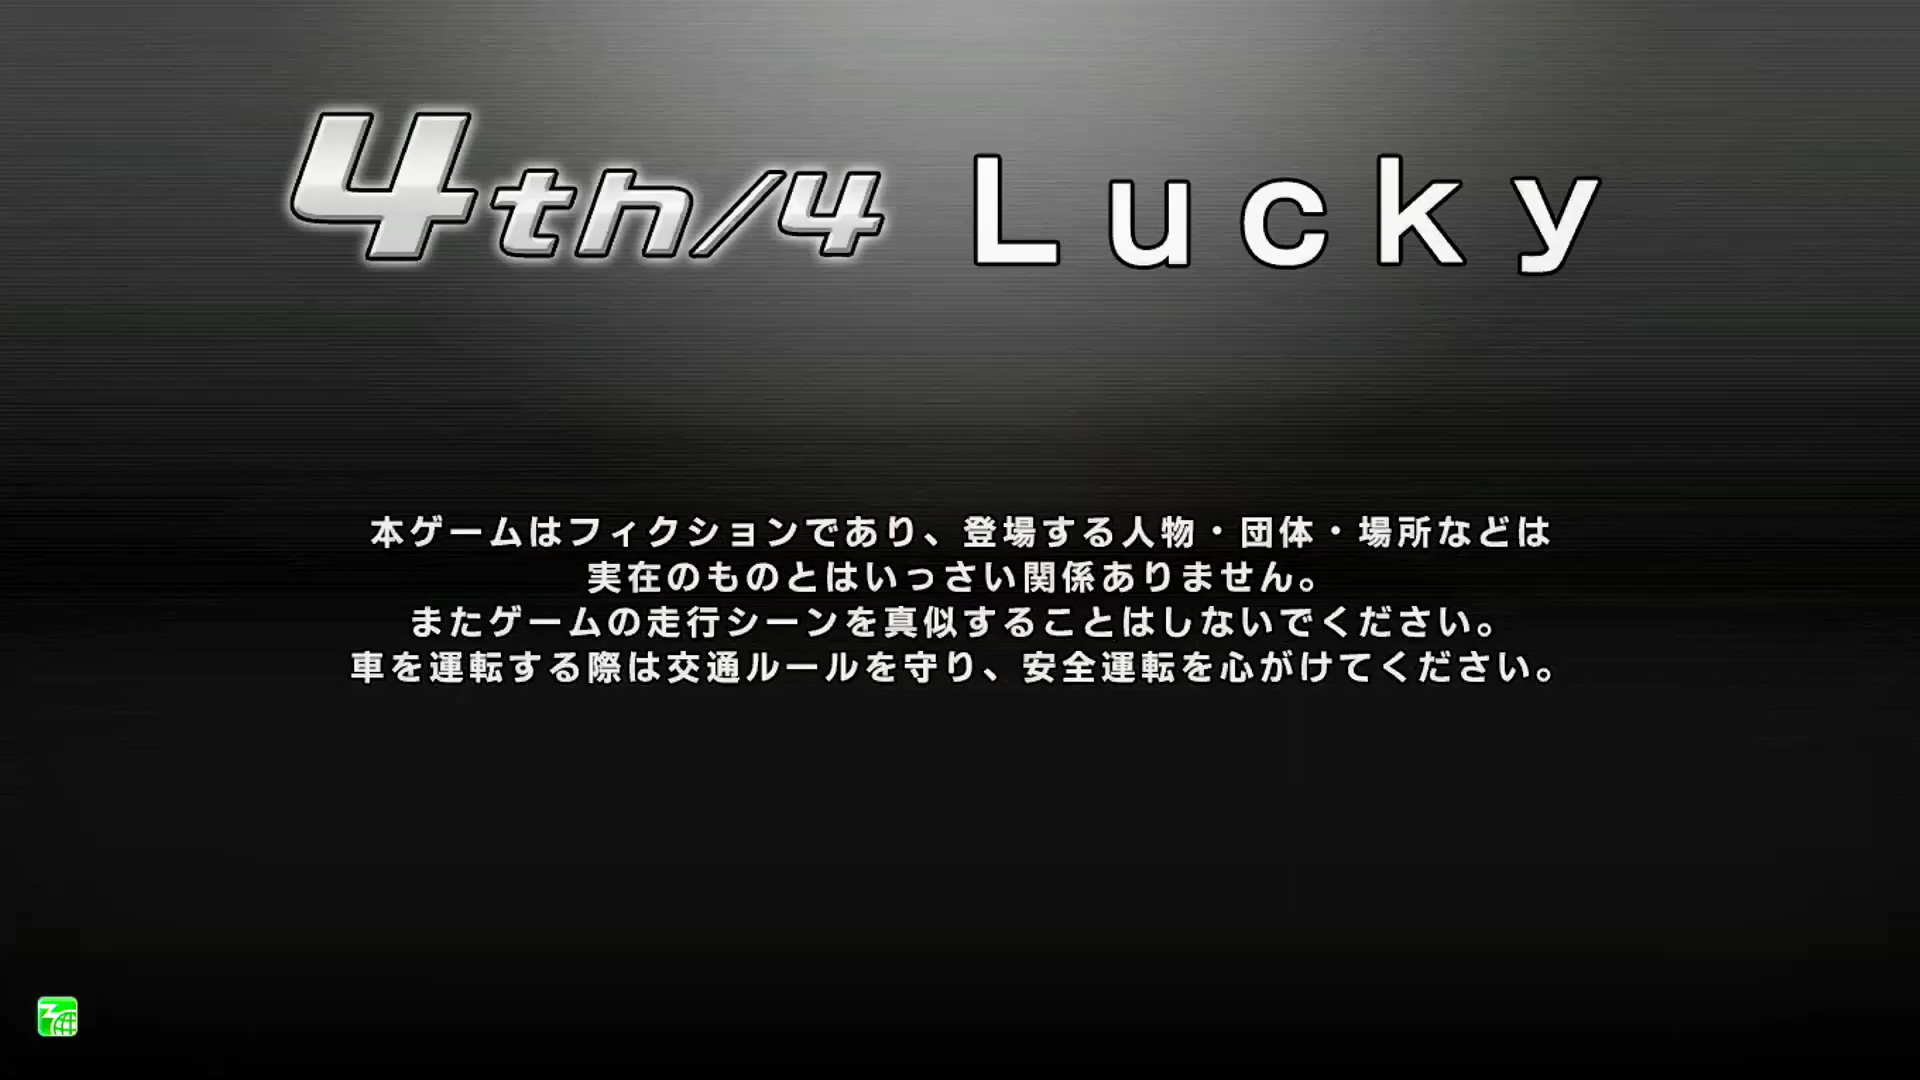 4th/4 Lucky
本ゲームはフィクションであり、登場する人物・団体・場所などは
実在のものとはいっさい関係ありません。
またゲームの走行シーンを真似することはしないでください。
車を運転する際は交通ルールを守り、安全運転を心がけてください。